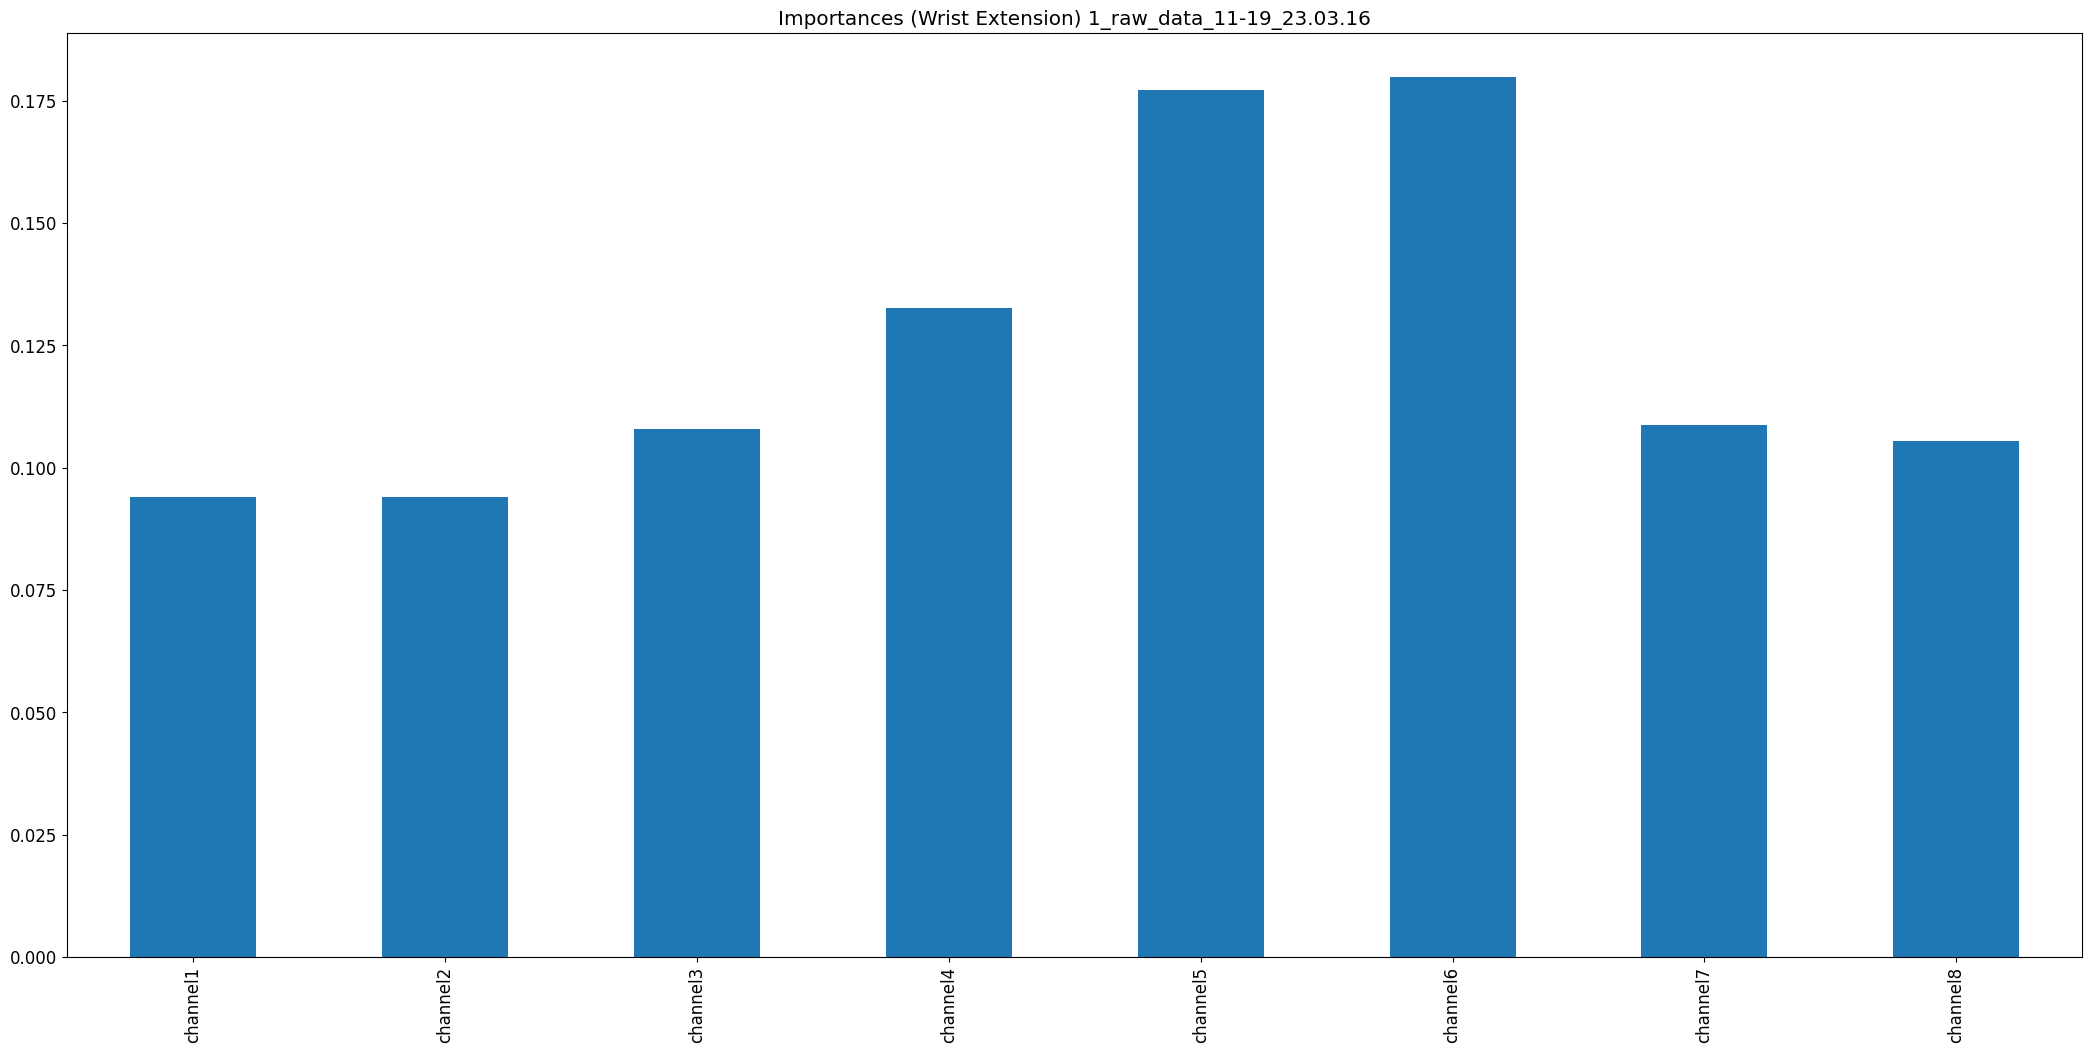 Importances (Wrist Extension) 1_raw_data_11-19_23.03.16
0.175
0.150
0.125
0.100
0.075
0.050
0.025
0.000
channel1
channel2
channel3
channel4
channel5
channel6
channel7
channel8